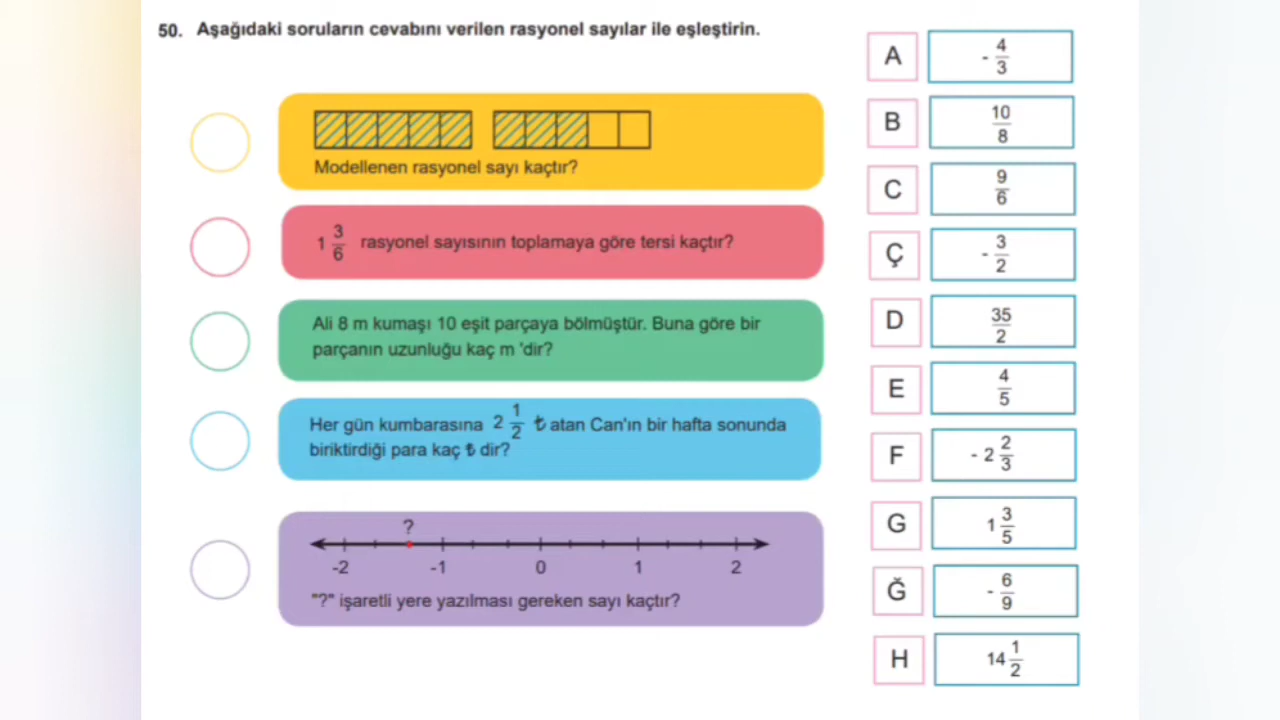 50. Aşağıdaki soruların cevabını verilen rasyonel sayılar ile eşleştirin.
Modellenen rasyonel sayı kaçtır?
1 3/6 rasyonel sayısının toplamaya göre tersi kaçtır?
Ali 8 m kumaşı 10 eşit parçaya bölmüştür. Buna göre bir
parçanın uzunluğu kaç m 'dir?
Her gün kumbarasına 2 1/2 ₺ atan Can'ın bir hafta sonunda
biriktirdiği para kaç ₺ dir?
?
-2 -1 0 1 2
"?" işaretli yere yazılması gereken sayı kaçtır?
A - 4/3
B 10/8
C 9/6
Ç - 3/2
D 35/2
E 4/5
F - 2 2/3
G 1 3/5
Ğ - 6/9
H 14 1/2